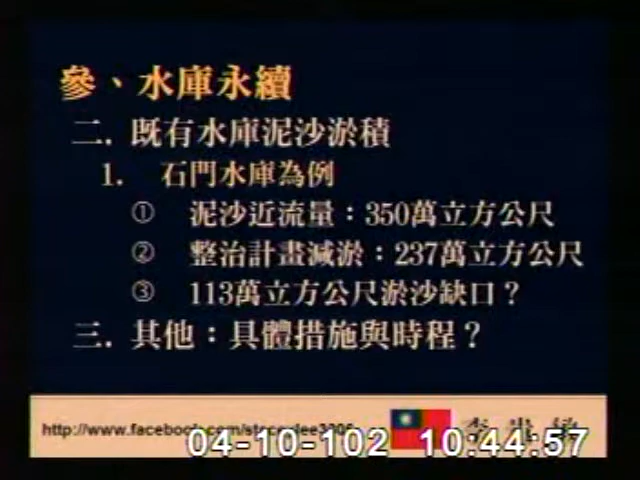 參、水庫永續
二. 既有水庫泥沙淤積
1. 石門水庫為例
① 泥沙近流量：350萬立方公尺
② 整治計畫減淤：237萬立方公尺
③ 113萬立方公尺淤沙缺口？
三. 其他：具體措施與時程？
04-10-102 10:44:57